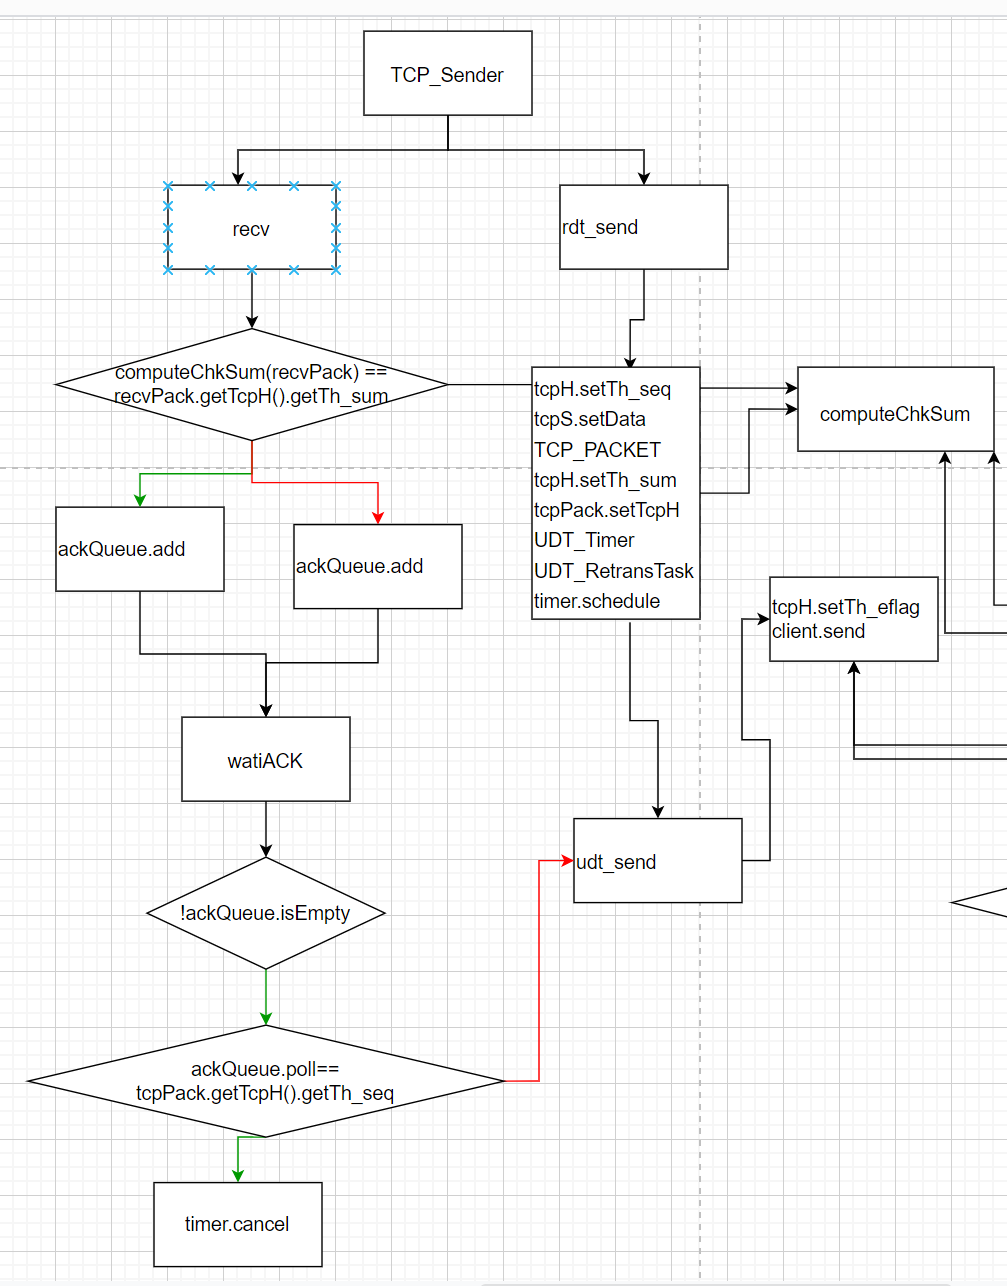 TCP_Sender
recv
rdt_send
computeChkSum(recvPack) ==
recvPack.getTcpH().getTh_sum
tcpH.setTh_seq
tcpS.setData
TCP_PACKET
tcpH.setTh_sum
tcpPack.setTcpH
UDT_Timer
UDT_RetransTask
timer.schedule
computeChkSum
ackQueue.add
ackQueue.add
tcpH.setTh_eflag
client.send
watiACK
udt_send
!ackQueue.isEmpty
ackQueue.poll==
tcpPack.getTcpH().getTh_seq
timer.cancel